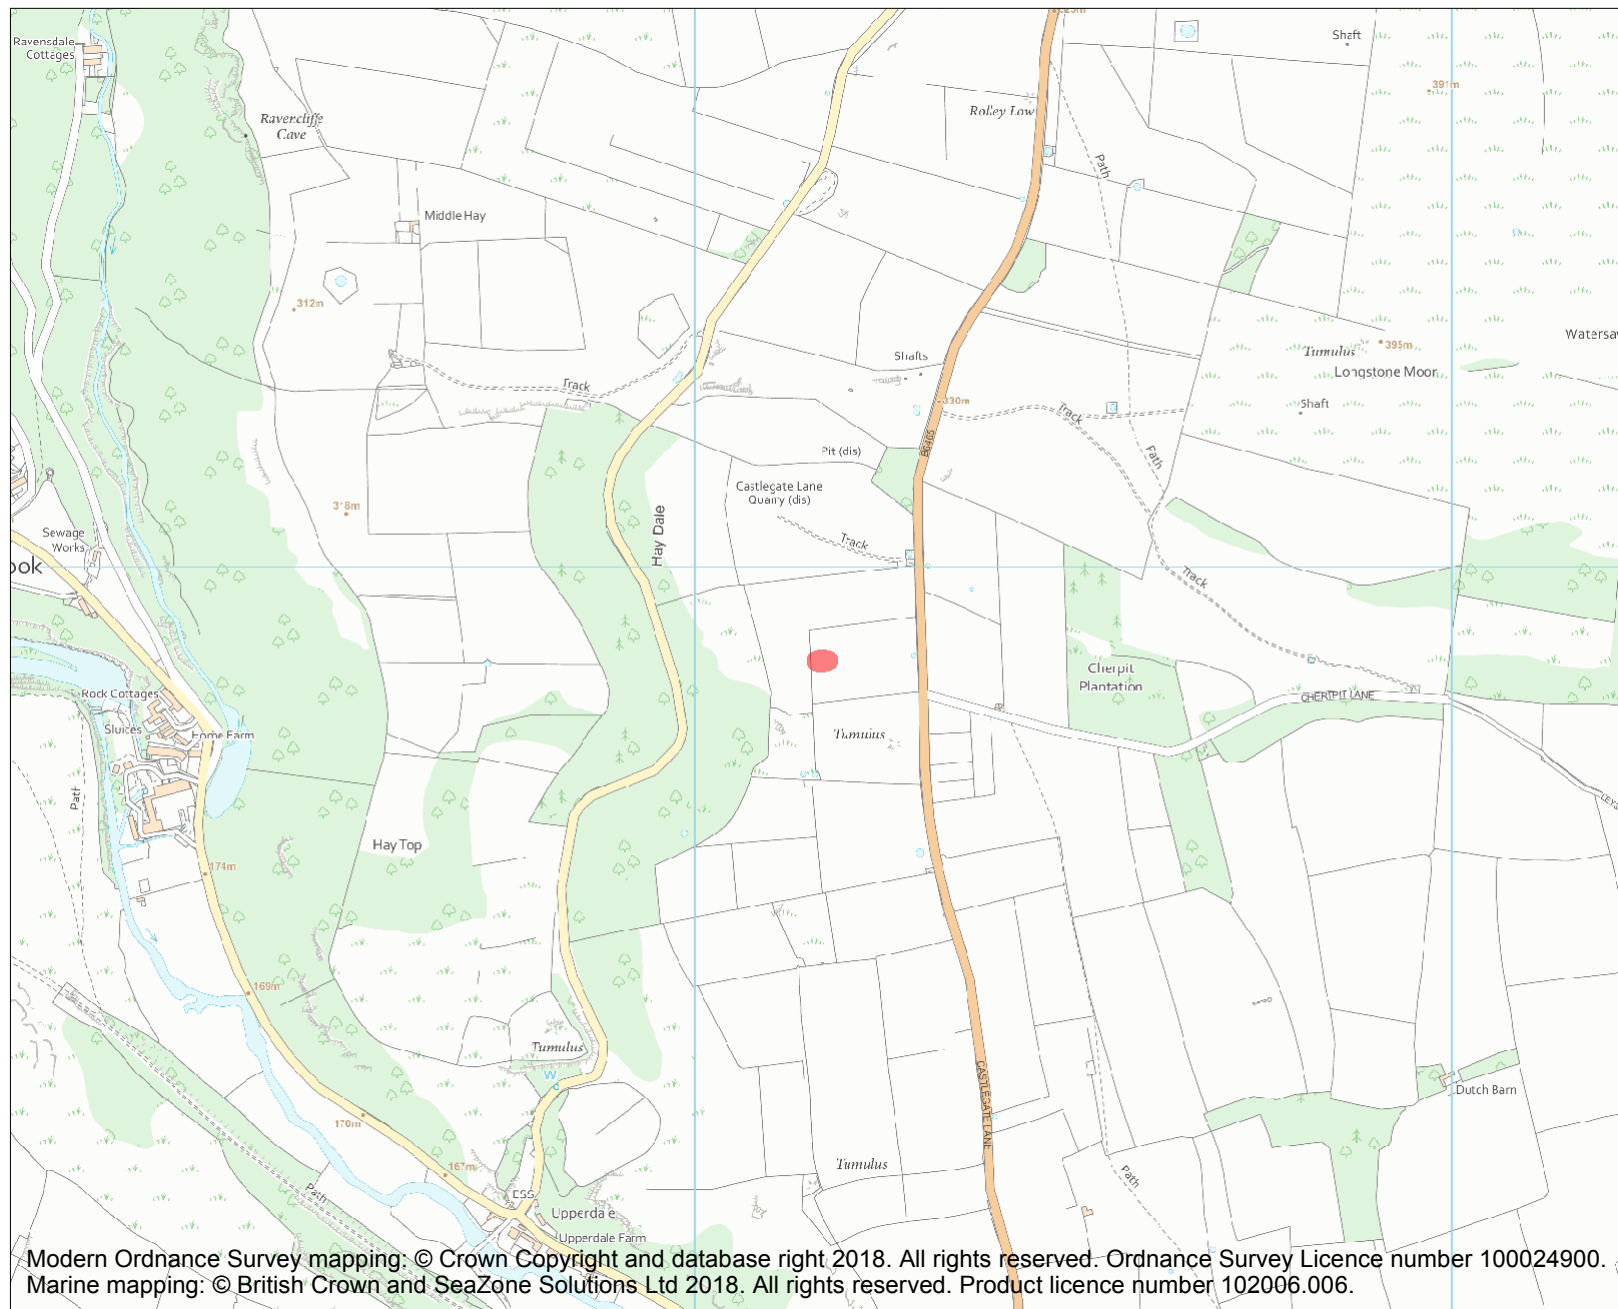 Ravensdale
Cottages
Shaft
391m
Ravencliffe
Cave
Rolley Low
Path
Middle Hay
312m
Watersaw
Tumulus
395m
Longstone Moor
Shafts
Track
Shaft
330m
Track
B6465
Pit (dis)
Path
Castlegate Lane
Quarry (dis)
318m
Hay Dale
Sewage
Works
Track
ook
Track
Cherpit
Plantation
Rock Cottages
CHERTPIT LANE
Sluices
Home Farm
Tumulus
Path
Hay Top
174m
169m
Tumulus
W
CASTLEGATE LANE
Dutch Barn
170m
167m
Tumulus
Path
Path
ESS
Upperdale
Upperdale Farm
Modern Ordnance Survey mapping: © Crown Copyright and database right 2018. All rights reserved. Ordnance Survey Licence number 100024900.
Marine mapping: © British Crown and SeaZone Solutions Ltd 2018. All rights reserved. Product licence number 102006.006.